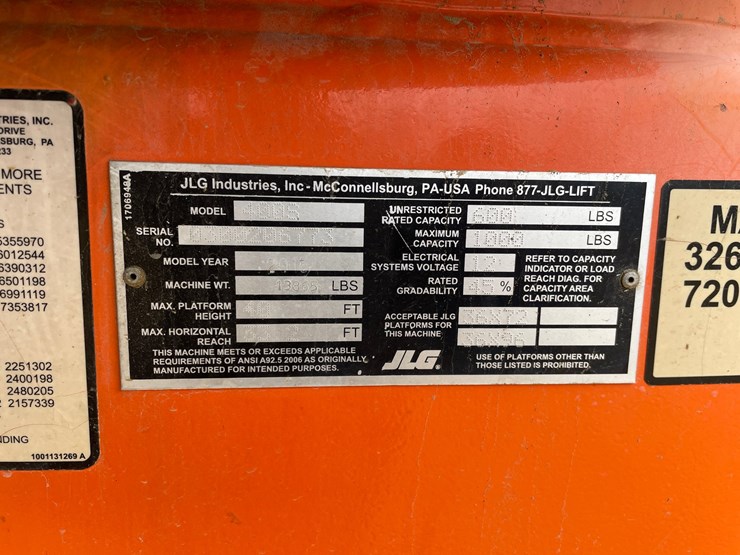 TRIES, INC.
DRIVE
SBURG, PA
233
MORE
ENTS
S
5355970
6012544
6390312
6501198
6991119
7353817
2251302
2400198
2480205
2157339
DING
1001131269 A
1706948A
JLG Industries, Inc - McConnellsburg, PA-USA Phone 877-JLG-LIFT
MODEL
SERIAL
NO.
MODEL YEAR
MACHINE WT. LBS
MAX. PLATFORM
HEIGHT FT
MAX. HORIZONTAL
REACH FT
THIS MACHINE MEETS OR EXCEEDS APPLICABLE
REQUIREMENTS OF ANSI A92.5 2006 AS ORIGINALLY
MANUFACTURED FOR INTENDED PURPOSES.
UNRESTRICTED
RATED CAPACITY 600 LBS
MAXIMUM
CAPACITY 1000 LBS
ELECTRICAL
SYSTEMS VOLTAGE 12
RATED
GRADABILITY 45 %
REFER TO CAPACITY
INDICATOR OR LOAD
REACH DIAG. FOR
CAPACITY AREA
CLARIFICATION.
ACCEPTABLE JLG
PLATFORMS FOR
THIS MACHINE
36X72
36X96
JLG.
USE OF PLATFORMS OTHER THAN
THOSE LISTED IS PROHIBITED.
326
720